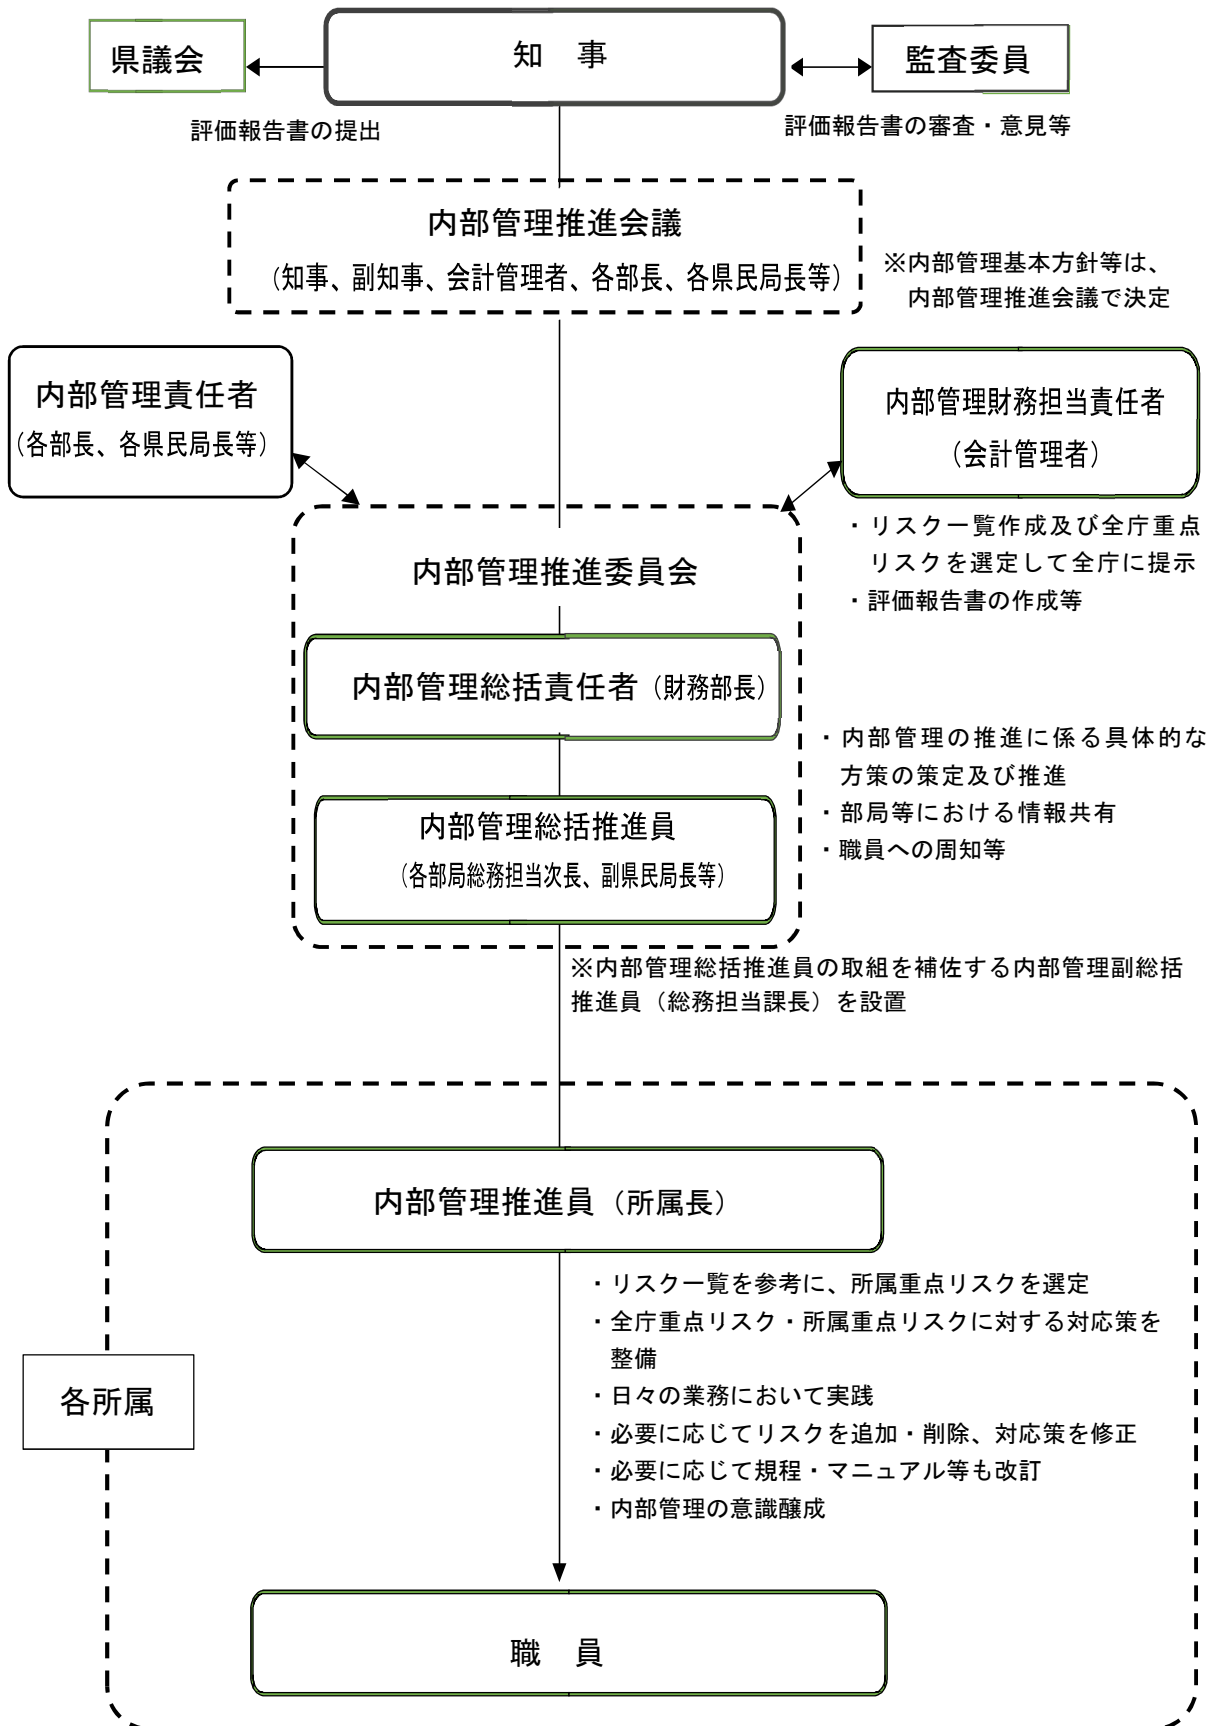 県議会
知　事
監査委員
評価報告書の提出
評価報告書の審査・意見等
内部管理推進会議
（知事、副知事、会計管理者、各部長、各県民局長等）
※内部管理基本方針等は、
内部管理推進会議で決定
内部管理責任者
（各部長、各県民局長等）
内部管理財務担当責任者
（会計管理者）
・リスク一覧作成及び全庁重点
リスクを選定して全庁に提示
・評価報告書の作成等
内部管理推進委員会
内部管理総括責任者（財務部長）
・内部管理の推進に係る具体的な
方策の策定及び推進
・部局等における情報共有
・職員への周知等
内部管理総括推進員
（各部局総務担当次長、副県民局長等）
※内部管理総括推進員の取組を補佐する内部管理副総括
推進員（総務担当課長）を設置
内部管理推進員（所属長）
・リスク一覧を参考に、所属重点リスクを選定
・全庁重点リスク・所属重点リスクに対する対応策を
整備
・日々の業務において実践
・必要に応じてリスクを追加・削除、対応策を修正
・必要に応じて規程・マニュアル等も改訂
・内部管理の意識醸成
各所属
職　員